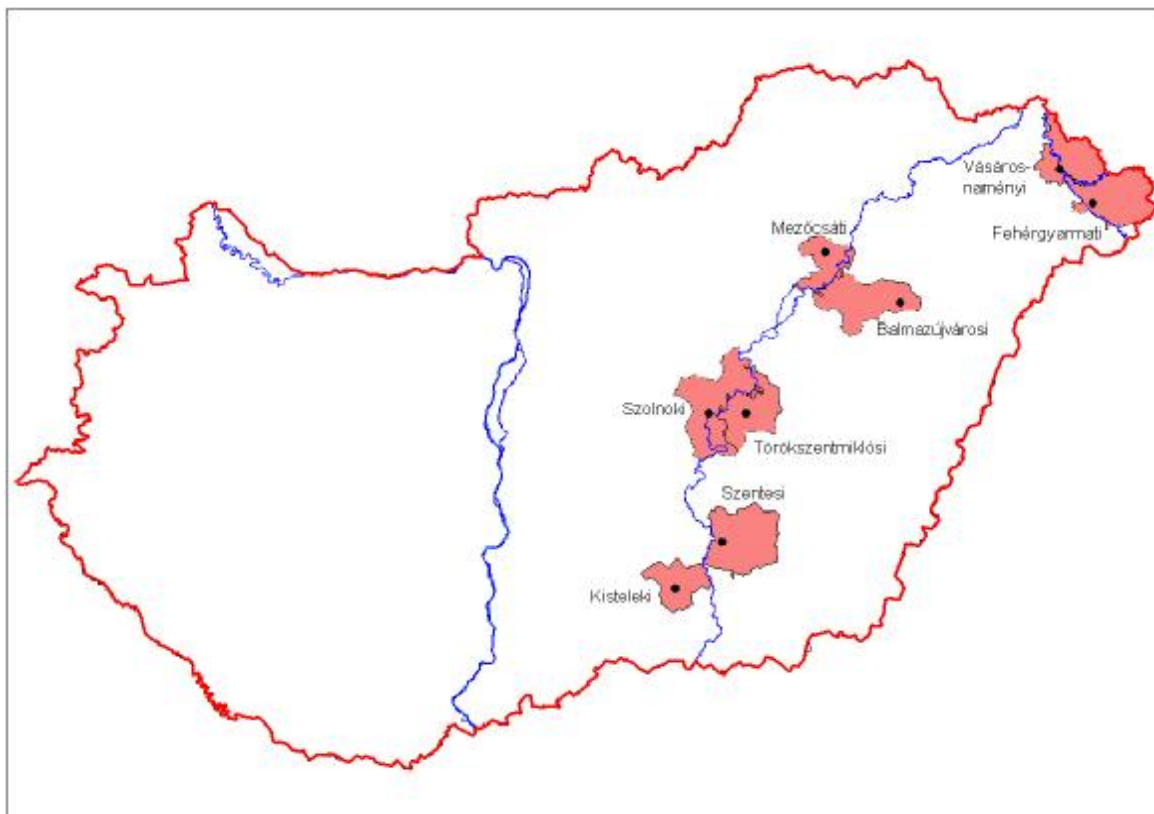 Vásáros-
naményi
Fehérgyarmati
Mezőcsáti
Balmazújvárosi
Szolnoki
Törökszentmiklósi
Szentesi
Kisteleki